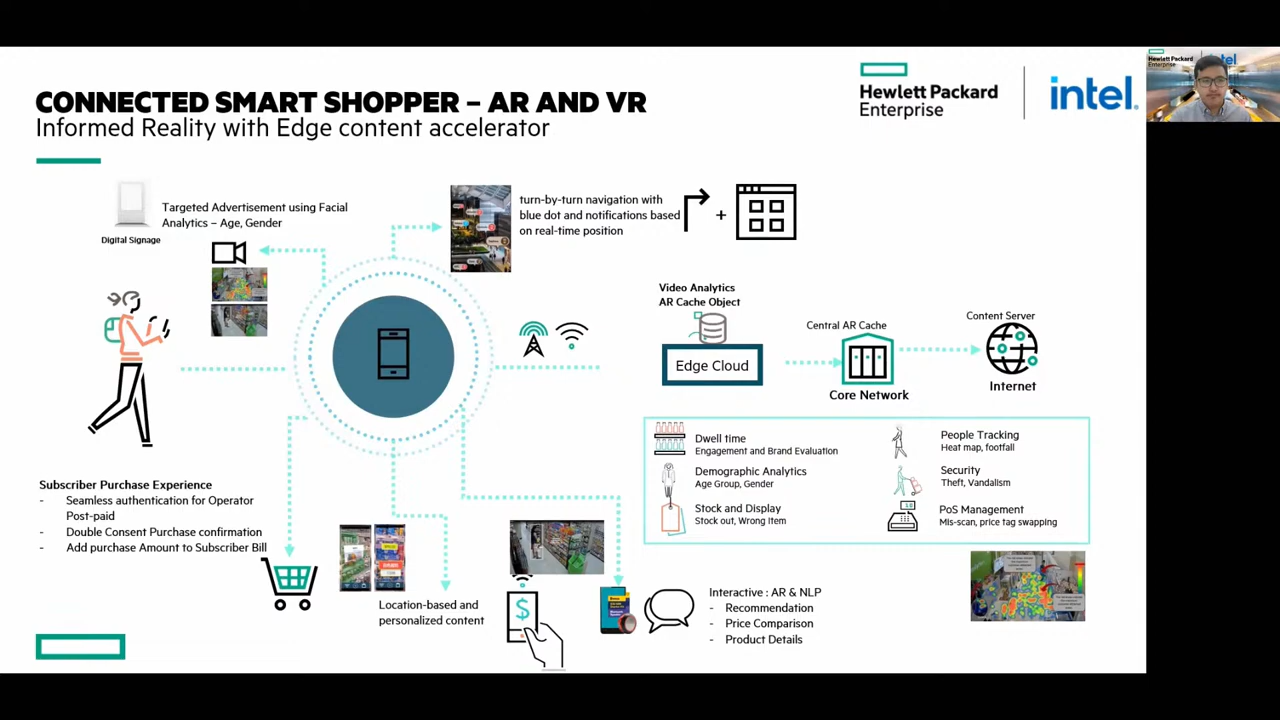 CONNECTED SMART SHOPPER – AR AND VR
Informed Reality with Edge content accelerator
Hewlett Packard
Enterprise
intel.
Hewlett Packard
Enterprise
Targeted Advertisement using Facial
Analytics – Age, Gender
Digital Signage
turn-by-turn navigation with
blue dot and notifications based
on real-time position
+
Video Analytics
AR Cache Object
Edge Cloud
Central AR Cache
Core Network
Content Server
Internet
Dwell time
Engagement and Brand Evaluation
Demographic Analytics
Age Group, Gender
Stock and Display
Stock out, Wrong Item
People Tracking
Heat map, footfall
Security
Theft, Vandalism
PoS Management
Mis-scan, price tag swapping
Subscriber Purchase Experience
- Seamless authentication for Operator
Post-paid
- Double Consent Purchase confirmation
- Add purchase Amount to Subscriber Bill
Location-based and
personalized content
$
Interactive : AR & NLP
- Recommendation
- Price Comparison
- Product Details